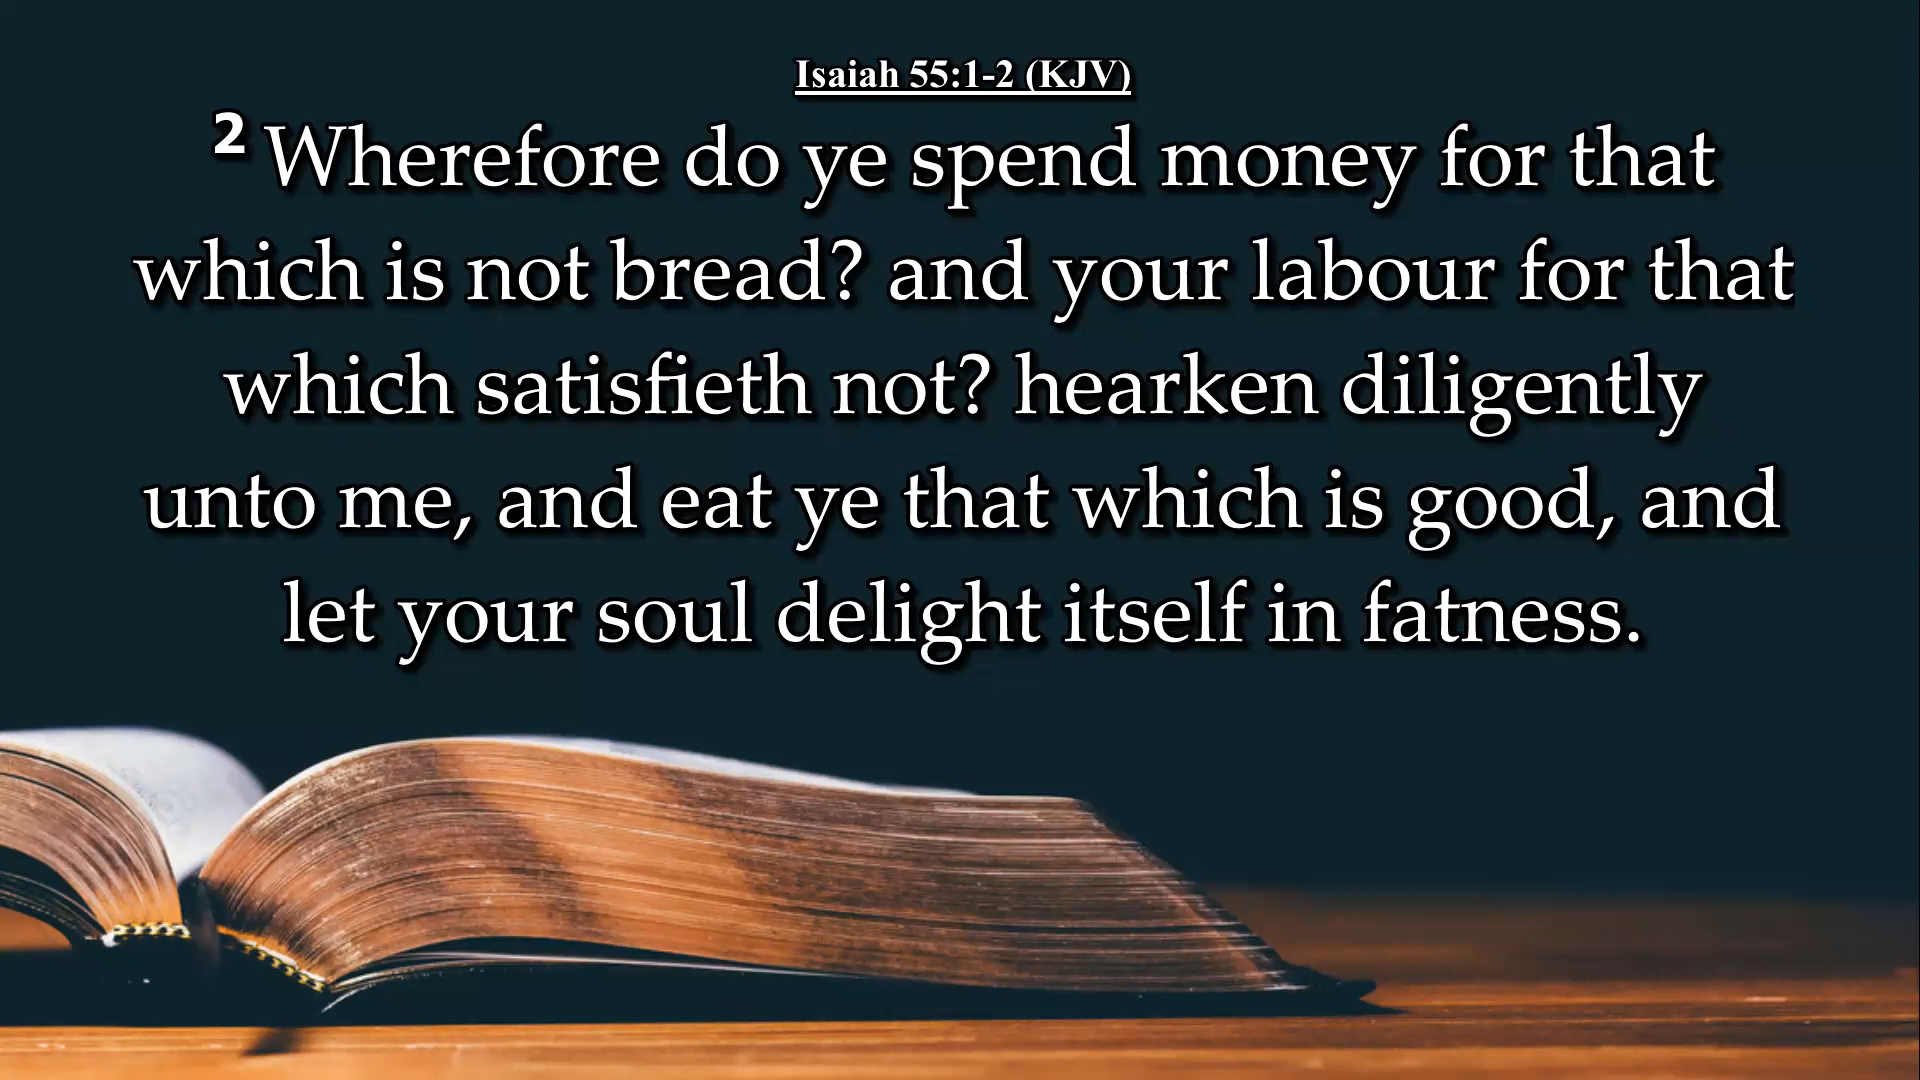 Isaiah 55:1-2 (KJV)
2 Wherefore do ye spend money for that
which is not bread? and your labour for that
which satisfieth not? hearken diligently
unto me, and eat ye that which is good, and
let your soul delight itself in fatness.